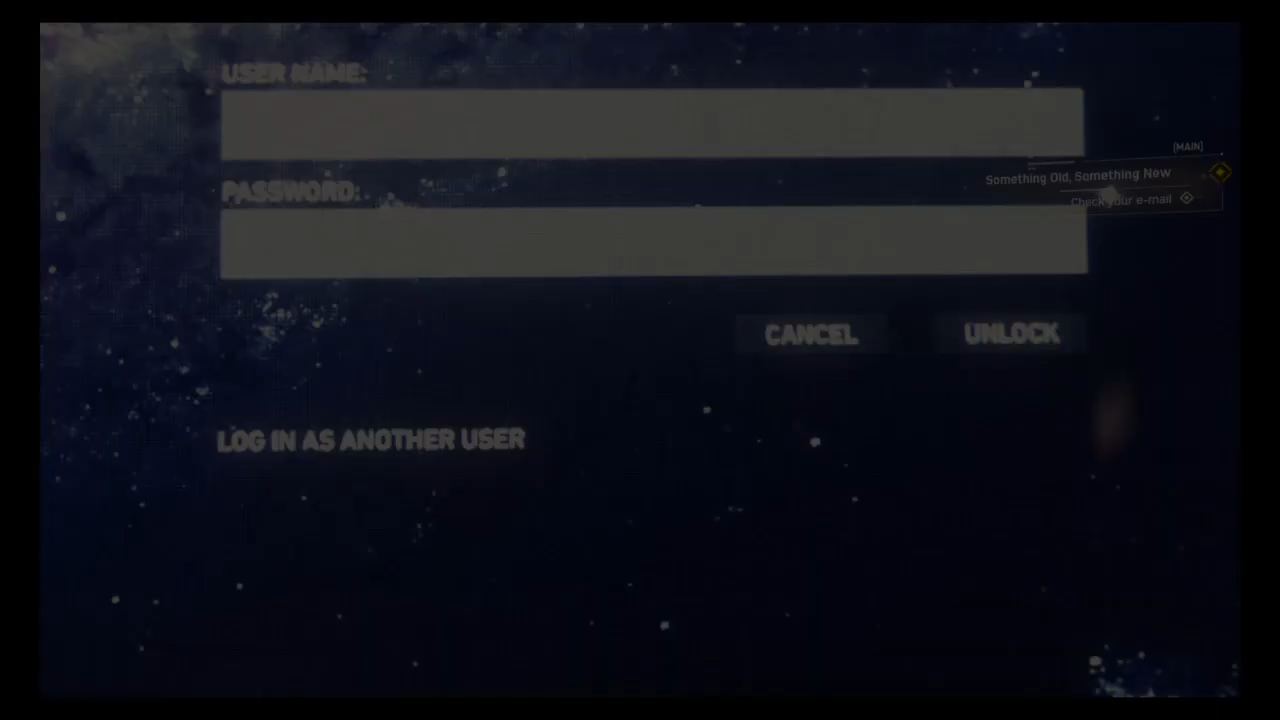 USER NAME:
[MAIN]
Something Old, Something New
PASSWORD:
Check your e-mail
CANCEL
UNLOCK
LOG IN AS ANOTHER USER